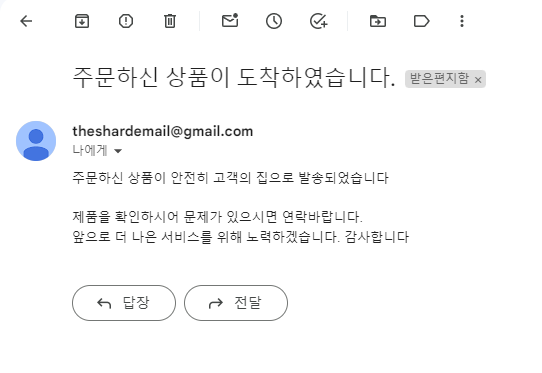 주문하신 상품이 도착하였습니다. 받은편지함 ×
theshardemail@gmail.com
나에게
주문하신 상품이 안전히 고객의 집으로 발송되었습니다
제품을 확인하시어 문제가 있으시면 연락바랍니다.
앞으로 더 나은 서비스를 위해 노력하겠습니다. 감사합니다
답장 전달